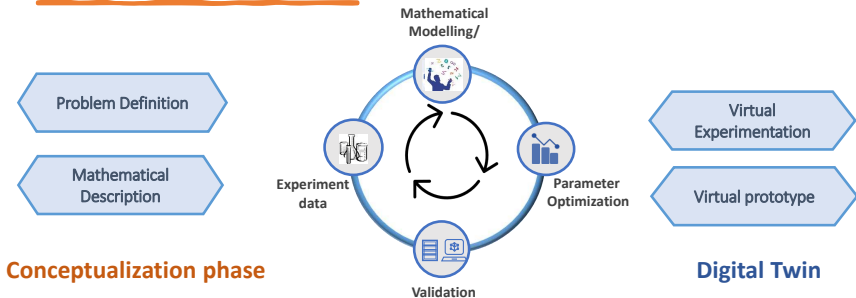 Mathematical
Modelling/
Problem Definition
Mathematical
Description
Experiment
data
Parameter
Optimization
Validation
Virtual
Experimentation
Virtual prototype
Conceptualization phase
Digital Twin